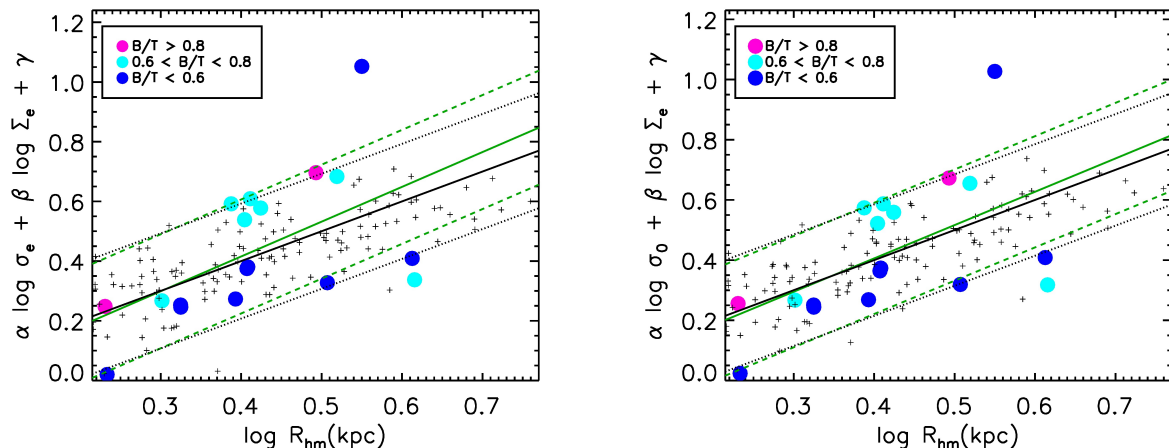 B/T > 0.8
0.6 < B/T < 0.8
B/T < 0.6
α log σe + β log Σe + γ
1.2
1.0
0.8
0.6
0.4
0.2
0.0
0.3 0.4 0.5 0.6 0.7
log Rhm(kpc)
B/T > 0.8
0.6 < B/T < 0.8
B/T < 0.6
α log σ0 + β log Σe + γ
1.2
1.0
0.8
0.6
0.4
0.2
0.0
0.3 0.4 0.5 0.6 0.7
log Rhm(kpc)